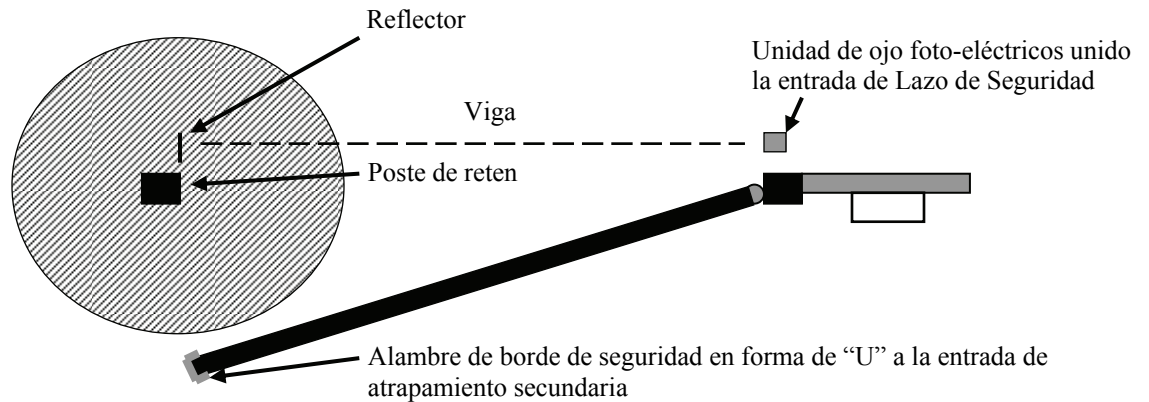 Reflector
Unidad de ojo foto-eléctricos unido
la entrada de Lazo de Seguridad
Viga
Poste de reten
Alambre de borde de seguridad en forma de “U” a la entrada de
atrapamiento secundaria